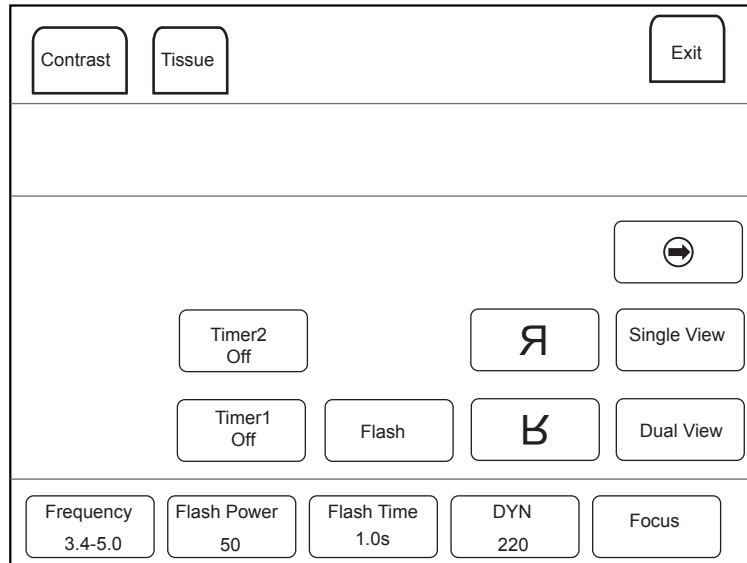 Contrast
Tissue
Exit
Timer2
Off
Я
Single View
Timer1
Off
Flash
R
Dual View
Frequency
3.4-5.0
Flash Power
50
Flash Time
1.0s
DYN
220
Focus